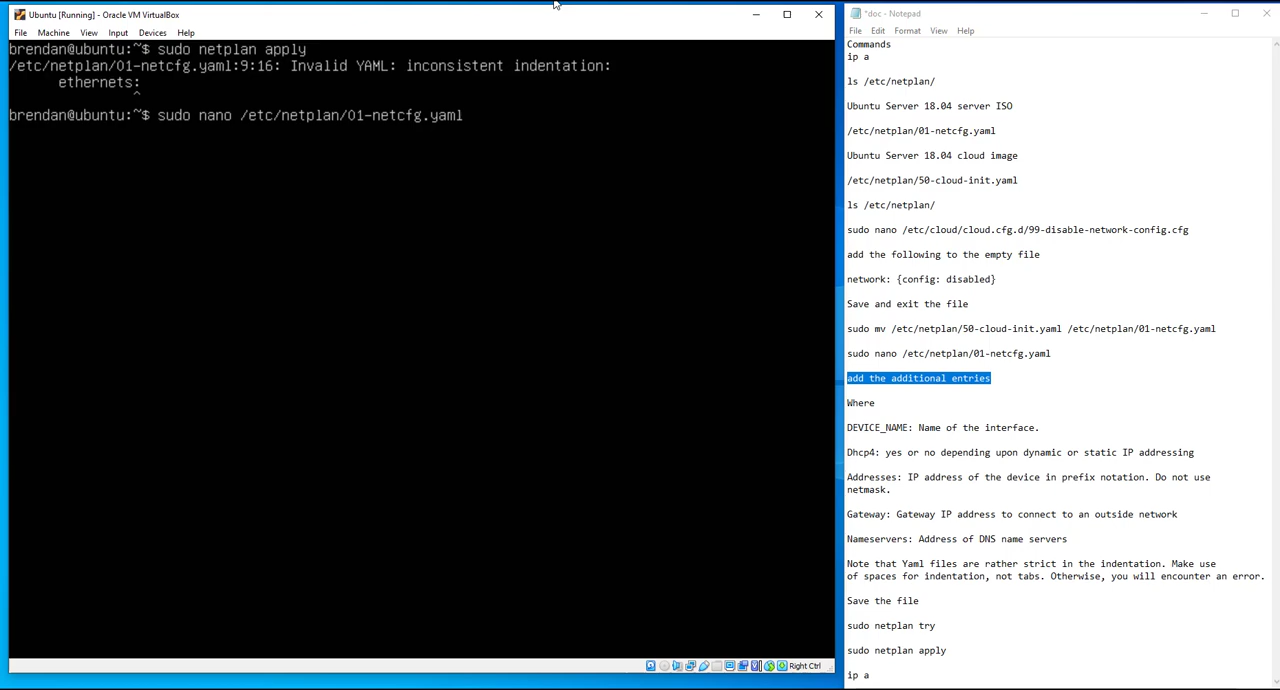 Ubuntu [Running] - Oracle VM VirtualBox
File Machine View Input Devices Help
brendan@ubuntu:~$ sudo netplan apply
/etc/netplan/01-netcfg.yaml:9:16: Invalid YAML: inconsistent indentation:
      ethernets:
               ^
brendan@ubuntu:~$ sudo nano /etc/netplan/01-netcfg.yaml
Right Ctrl
*doc - Notepad
File Edit Format View Help
Commands
ip a
ls /etc/netplan/
Ubuntu Server 18.04 server ISO
/etc/netplan/01-netcfg.yaml
Ubuntu Server 18.04 cloud image
/etc/netplan/50-cloud-init.yaml
ls /etc/netplan/
sudo nano /etc/cloud/cloud.cfg.d/99-disable-network-config.cfg
add the following to the empty file
network: {config: disabled}
Save and exit the file
sudo mv /etc/netplan/50-cloud-init.yaml /etc/netplan/01-netcfg.yaml
sudo nano /etc/netplan/01-netcfg.yaml
add the additional entries
Where
DEVICE_NAME: Name of the interface.
Dhcp4: yes or no depending upon dynamic or static IP addressing
Addresses: IP address of the device in prefix notation. Do not use
netmask.
Gateway: Gateway IP address to connect to an outside network
Nameservers: Address of DNS name servers
Note that Yaml files are rather strict in the indentation. Make use
of spaces for indentation, not tabs. Otherwise, you will encounter an error.
Save the file
sudo netplan try
sudo netplan apply
ip a